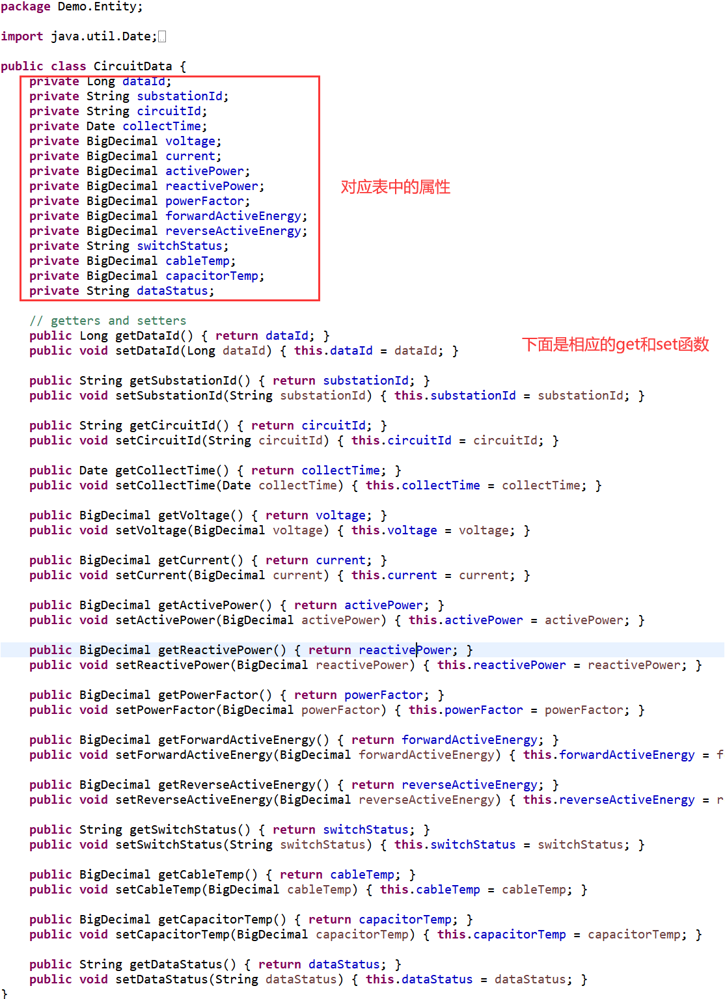 package Demo.Entity;
import java.util.Date;
public class CircuitData {
private Long dataId;
private String substationId;
private String circuitId;
private Date collectTime;
private BigDecimal voltage;
private BigDecimal current;
private BigDecimal activePower;
private BigDecimal reactivePower;
对应表中的属性
private BigDecimal powerFactor;
private BigDecimal forwardActiveEnergy;
private BigDecimal reverseActiveEnergy;
private String switchStatus;
private BigDecimal cableTemp;
private BigDecimal capacitorTemp;
private String dataStatus;
// getters and setters
public Long getDataId() { return dataId; }
下面是相应的get和set函数
public void setDataId(Long dataId) { this.dataId = dataId; }
public String getSubstationId() { return substationId; }
public void setSubstationId(String substationId) { this.substationId = substationId; }
public String getCircuitId() { return circuitId; }
public void setCircuitId(String circuitId) { this.circuitId = circuitId; }
public Date getCollectTime() { return collectTime; }
public void setCollectTime(Date collectTime) { this.collectTime = collectTime; }
public BigDecimal getVoltage() { return voltage; }
public void setVoltage(BigDecimal voltage) { this.voltage = voltage; }
public BigDecimal getCurrent() { return current; }
public void setCurrent(BigDecimal current) { this.current = current; }
public BigDecimal getActivePower() { return activePower; }
public void setActivePower(BigDecimal activePower) { this.activePower = activePower; }
public BigDecimal getReactivePower() { return reactivePower; }
public void setReactivePower(BigDecimal reactivePower) { this.reactivePower = reactivePower; }
public BigDecimal getPowerFactor() { return powerFactor; }
public void setPowerFactor(BigDecimal powerFactor) { this.powerFactor = powerFactor; }
public BigDecimal getForwardActiveEnergy() { return forwardActiveEnergy; }
public void setForwardActiveEnergy(BigDecimal forwardActiveEnergy) { this.forwardActiveEnergy = f
public BigDecimal getReverseActiveEnergy() { return reverseActiveEnergy; }
public void setReverseActiveEnergy(BigDecimal reverseActiveEnergy) { this.reverseActiveEnergy = r
public String getSwitchStatus() { return switchStatus; }
public void setSwitchStatus(String switchStatus) { this.switchStatus = switchStatus; }
public BigDecimal getCableTemp() { return cableTemp; }
public void setCableTemp(BigDecimal cableTemp) { this.cableTemp = cableTemp; }
public BigDecimal getCapacitorTemp() { return capacitorTemp; }
public void setCapacitorTemp(BigDecimal capacitorTemp) { this.capacitorTemp = capacitorTemp; }
public String getDataStatus() { return dataStatus; }
public void setDataStatus(String dataStatus) { this.dataStatus = dataStatus; }
}